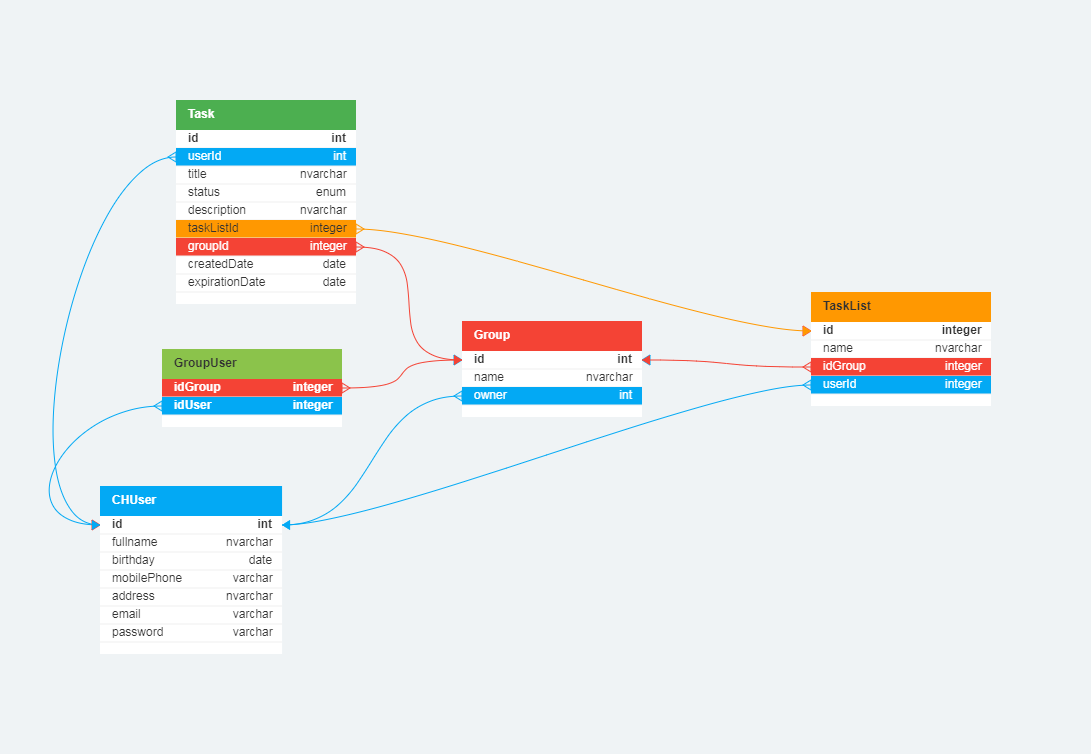 Task
id int
userId int
title nvarchar
status enum
description nvarchar
taskListId integer
groupId integer
createdDate date
expirationDate date
GroupUser
idGroup integer
idUser integer
Group
id int
name nvarchar
owner int
TaskList
id integer
name nvarchar
idGroup integer
userId integer
CHUser
id int
fullname nvarchar
birthday date
mobilePhone varchar
address nvarchar
email varchar
password varchar